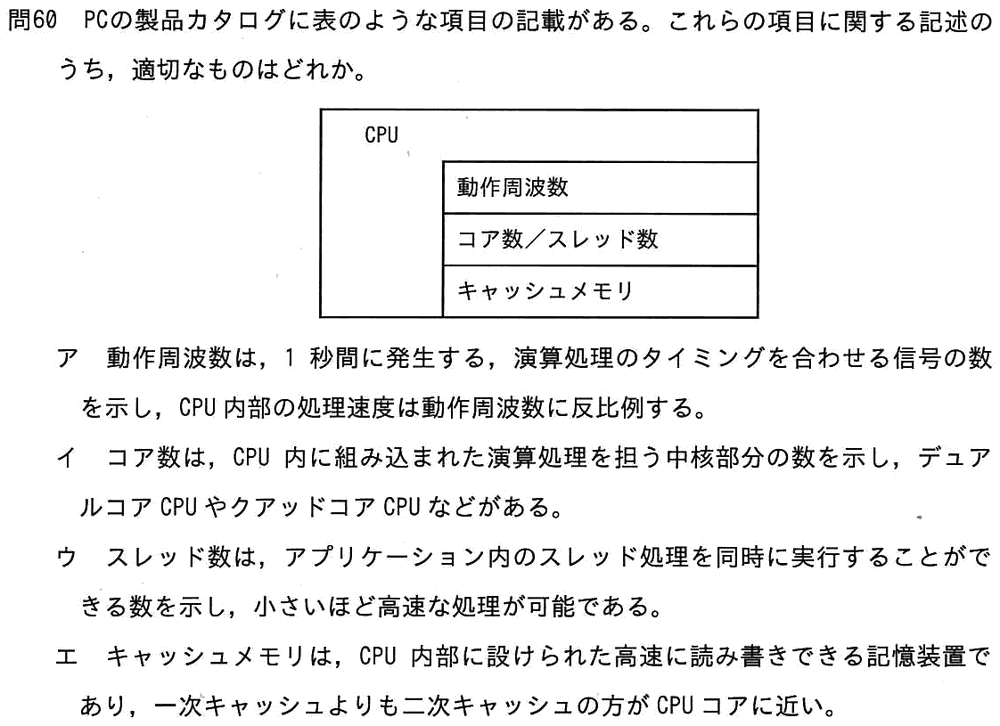 問60　PCの製品カタログに表のような項目の記載がある。これらの項目に関する記述の
うち，適切なものはどれか。
CPU
動作周波数
コア数／スレッド数
キャッシュメモリ
ア　動作周波数は，1 秒間に発生する，演算処理のタイミングを合わせる信号の数
を示し，CPU 内部の処理速度は動作周波数に反比例する。
イ　コア数は，CPU 内に組み込まれた演算処理を担う中核部分の数を示し，デュア
ルコア CPU やクアッドコア CPU などがある。
ウ　スレッド数は，アプリケーション内のスレッド処理を同時に実行することがで
きる数を示し，小さいほど高速な処理が可能である。
エ　キャッシュメモリは，CPU 内部に設けられた高速に読み書きできる記憶装置で
あり，一次キャッシュよりも二次キャッシュの方が CPU コアに近い。